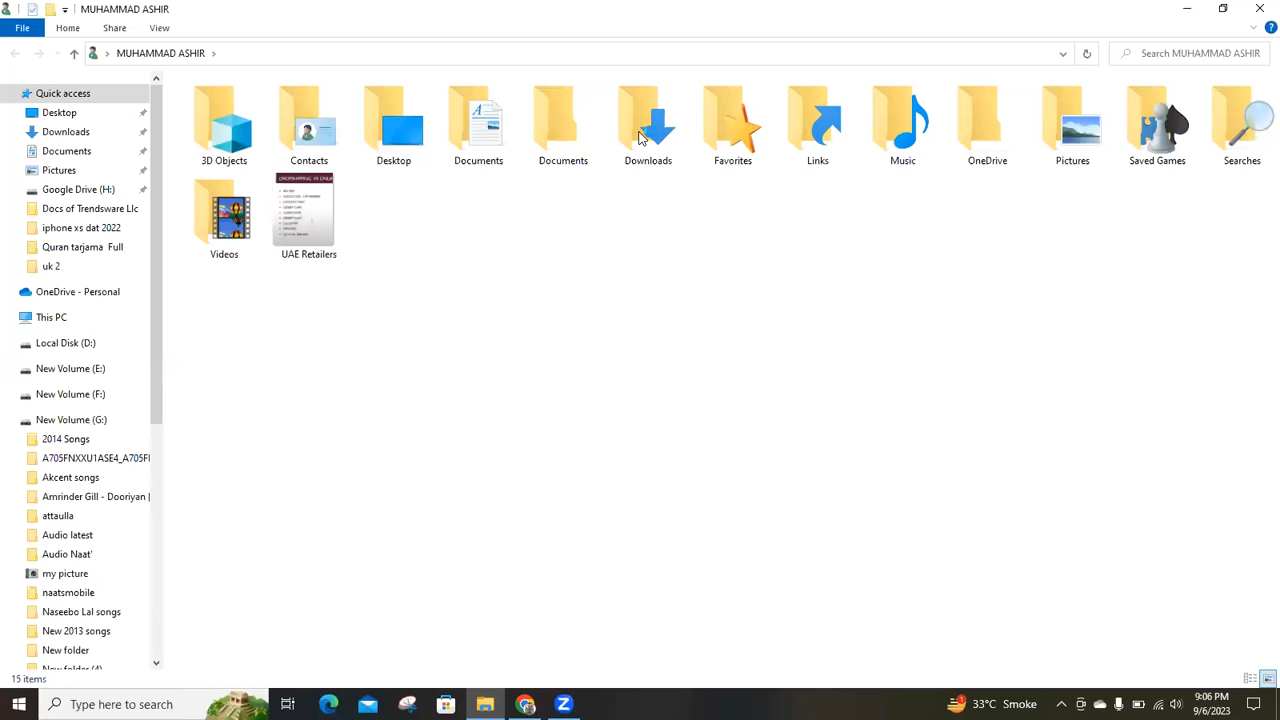 MUHAMMAD ASHIR
File Home Share View
MUHAMMAD ASHIR
Search MUHAMMAD ASHIR
Quick access
Desktop
Downloads
Documents
Pictures
Google Drive (H:)
Docs of Trendsware Llc
iphone xs dat 2022
Quran tarjama Full
uk 2
OneDrive - Personal
This PC
Local Disk (D:)
New Volume (E:)
New Volume (F:)
New Volume (G:)
2014 Songs
A705FNXXU1ASE4_A705F
Akcent songs
Amrinder Gill - Dooriyan |
attaulla
Audio latest
Audio Naat'
my picture
naatsmobile
Naseebo Lal songs
New 2013 songs
New folder
New folder (4)
3D Objects Contacts Desktop Documents Documents Downloads Favorites Links Music OneDrive Pictures Saved Games Searches
Videos UAE Retailers
15 items
Type here to search
33°C Smoke
9:06 PM
9/6/2023